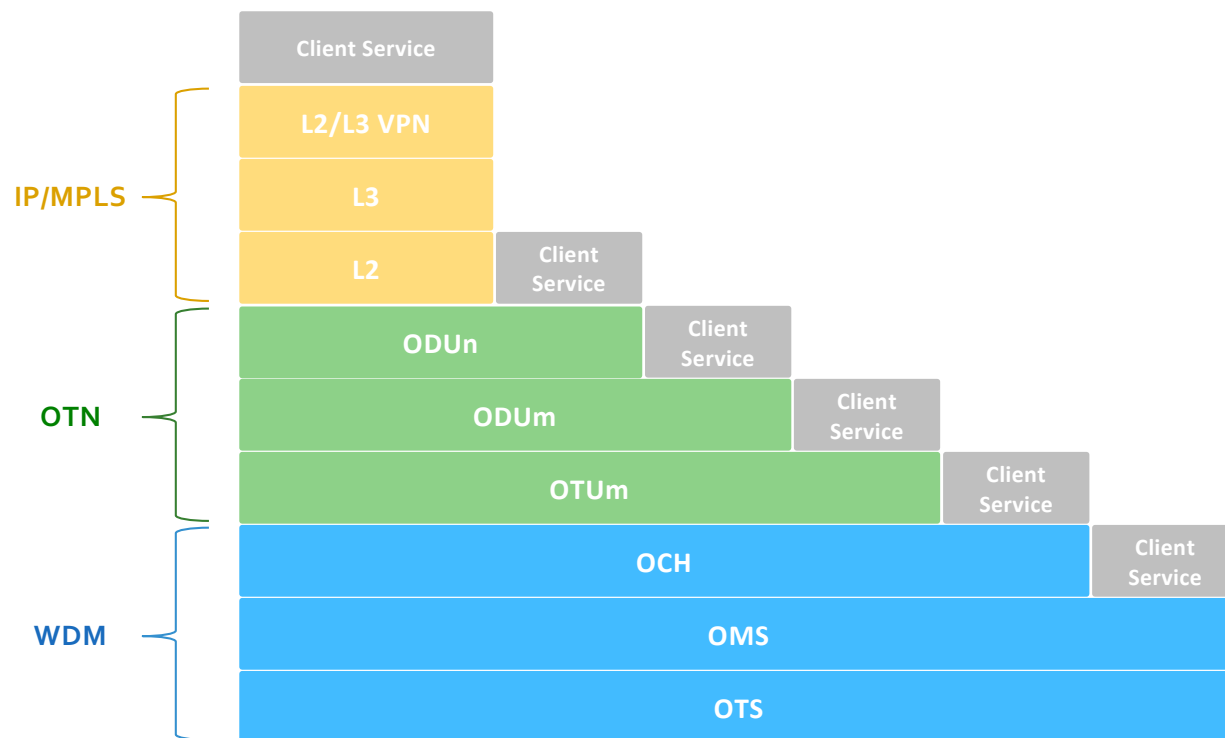 Client Service
L2/L3 VPN
IP/MPLS
L3
L2
Client
Service
ODUn
Client
Service
OTN
ODUm
Client
Service
OTUm
Client
Service
OCH
Client
Service
WDM
OMS
OTS